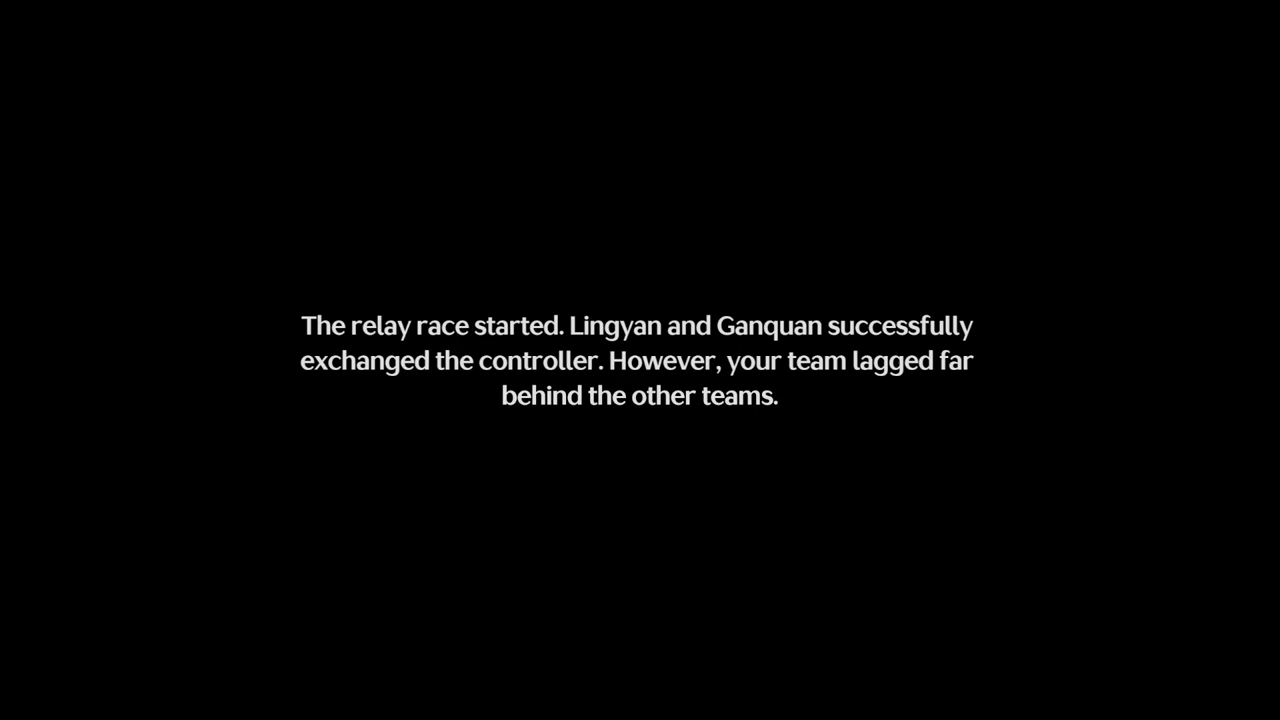 The relay race started. Lingyan and Ganquan successfully
exchanged the controller. However, your team lagged far
behind the other teams.